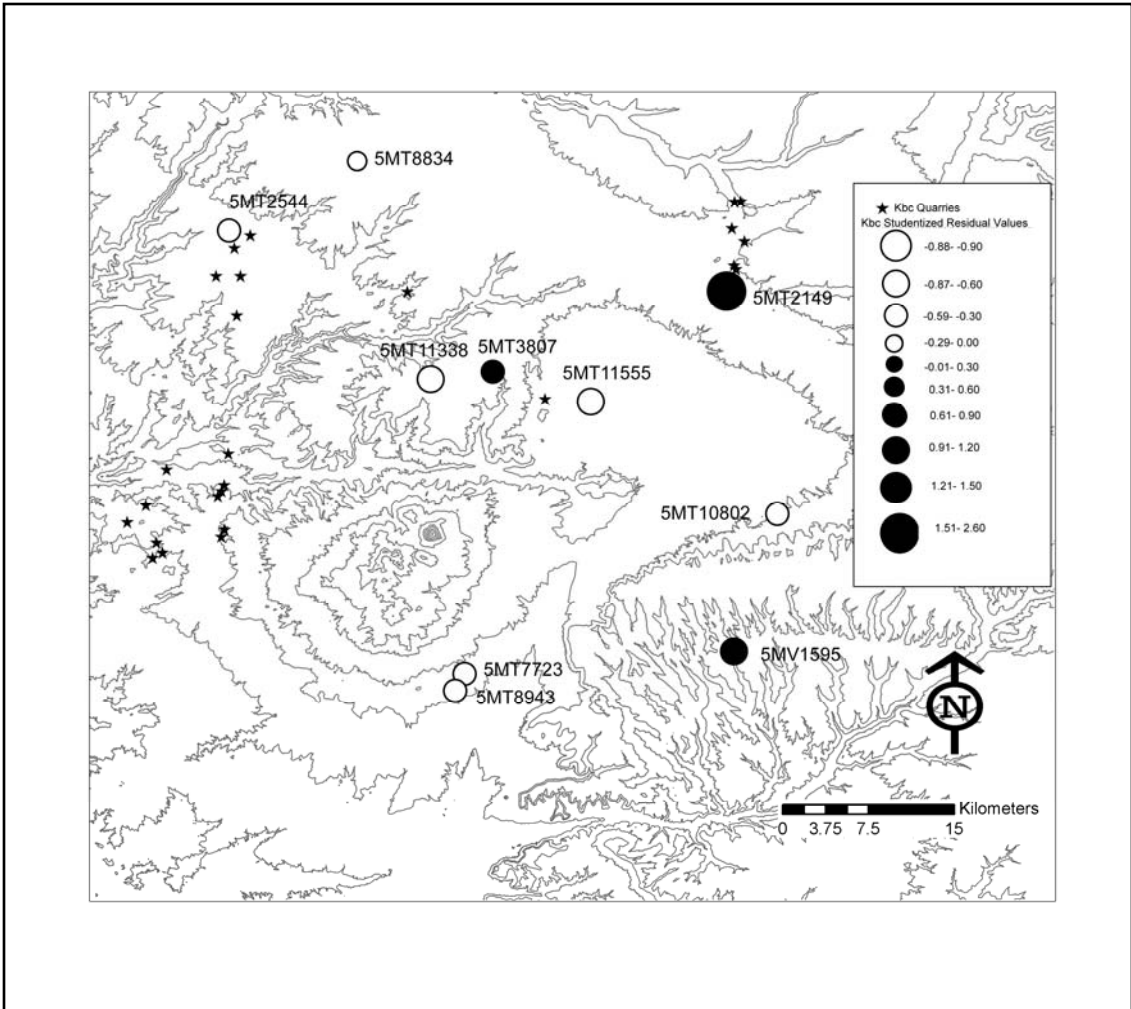 5MT8834
5MT2544
Kbc Quarries
Kbc Studentized Residual Values
-0.88- -0.90
-0.87- -0.60
-0.59- -0.30
-0.29- 0.00
-0.01- 0.30
0.31- 0.60
0.61- 0.90
0.91- 1.20
1.21- 1.50
1.51- 2.60
5MT2149
5MT11338
5MT3807
5MT11555
5MT10802
5MV1595
5MT7723
5MT8943
N
Kilometers
0 3.75 7.5 15